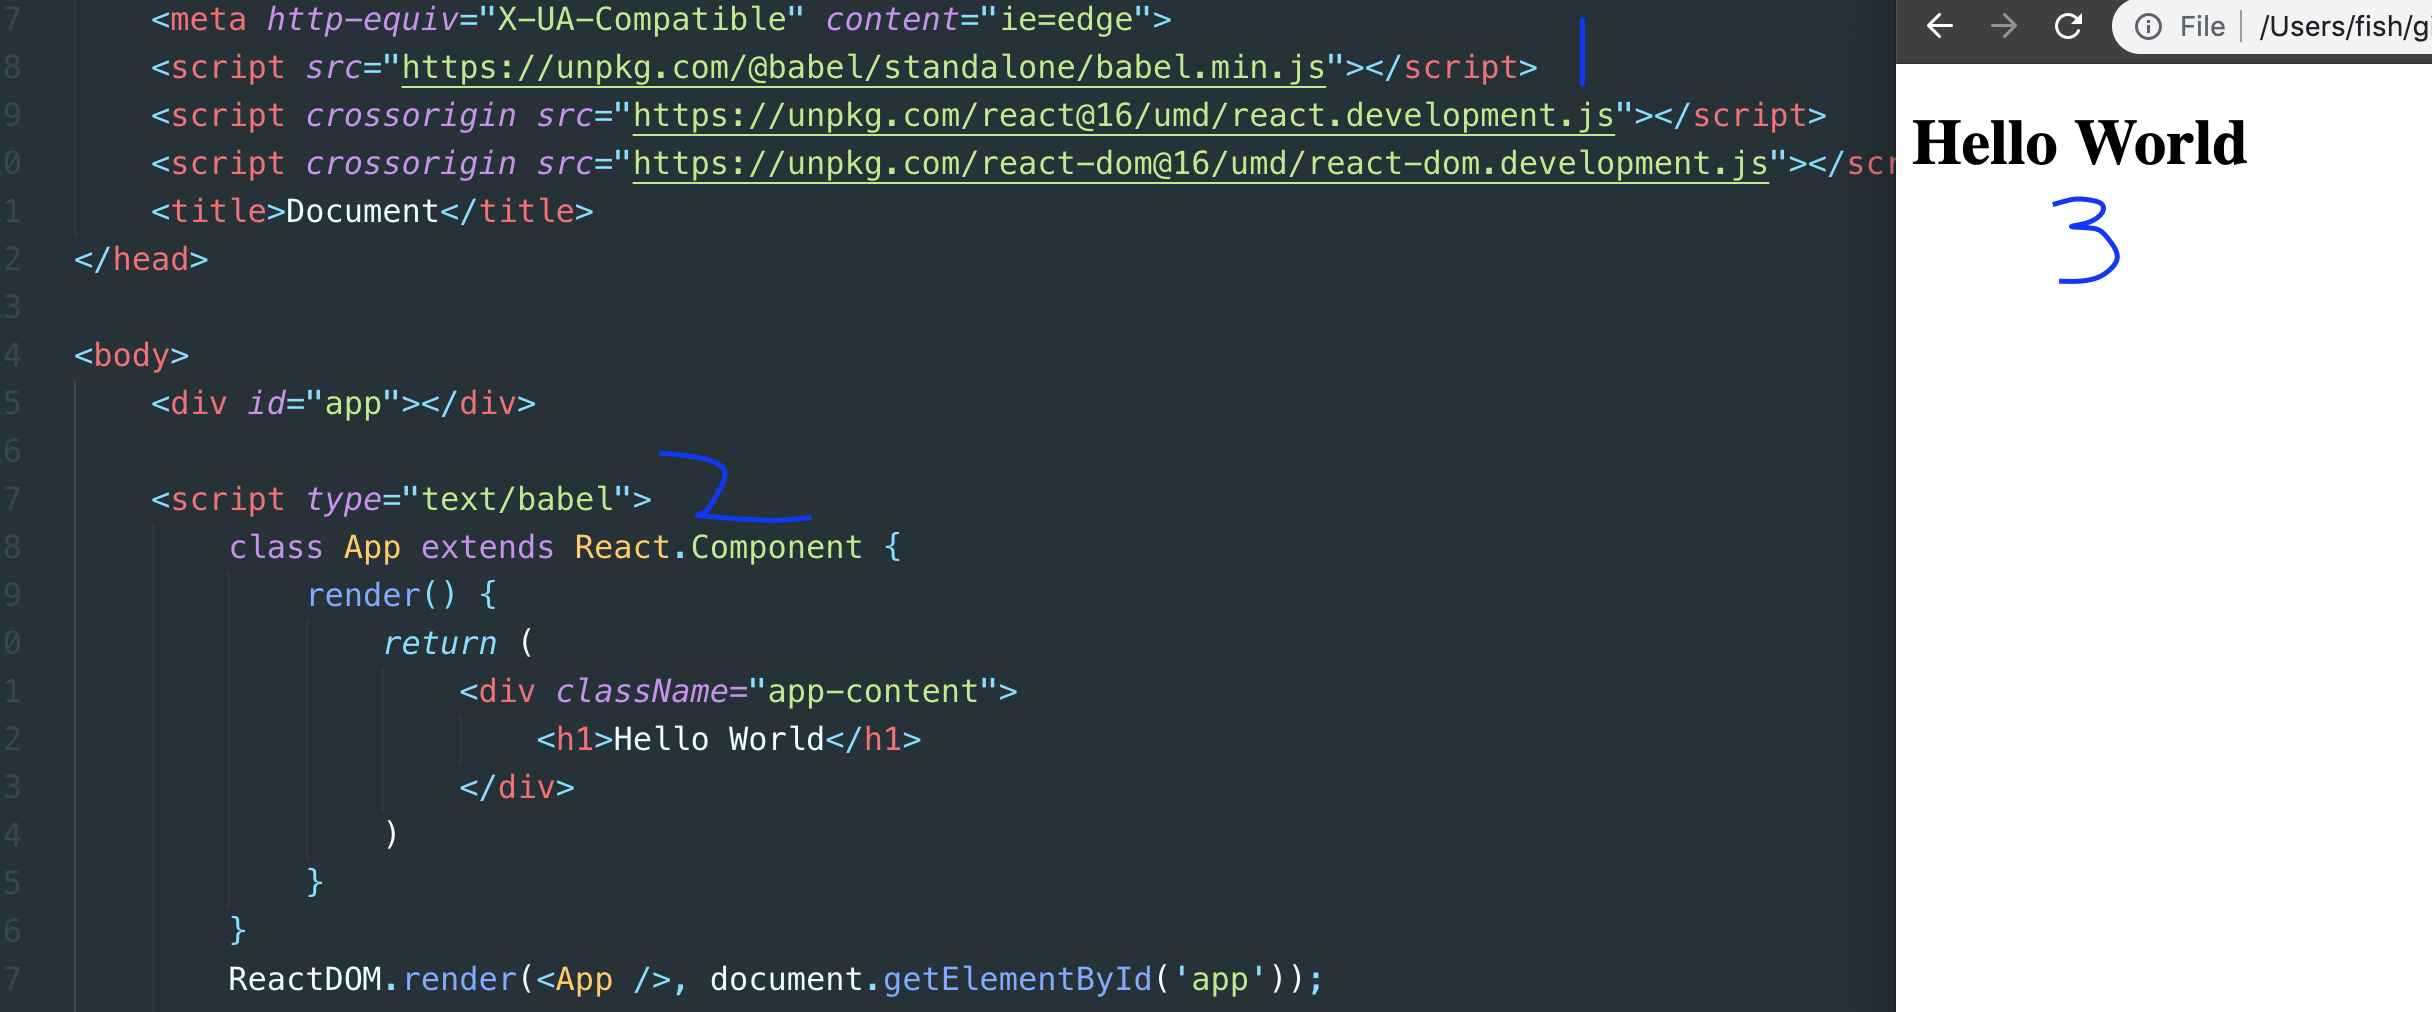 7 <meta http-equiv="X-UA-Compatible" content="ie=edge">
8 <script src="https://unpkg.com/@babel/standalone/babel.min.js"></script> 1
9 <script crossorigin src="https://unpkg.com/react@16/umd/react.development.js"></script>
0 <script crossorigin src="https://unpkg.com/react-dom@16/umd/react-dom.development.js"></scr
1 <title>Document</title>
2 </head>
3
4 <body>
5 <div id="app"></div>
6
7 <script type="text/babel"> 2
8 class App extends React.Component {
9 render() {
0 return (
1 <div className="app-content">
2 <h1>Hello World</h1>
3 </div>
4 )
5 }
6 }
7 ReactDOM.render(<App />, document.getElementById('app'));
File /Users/fish/gi
Hello World
3